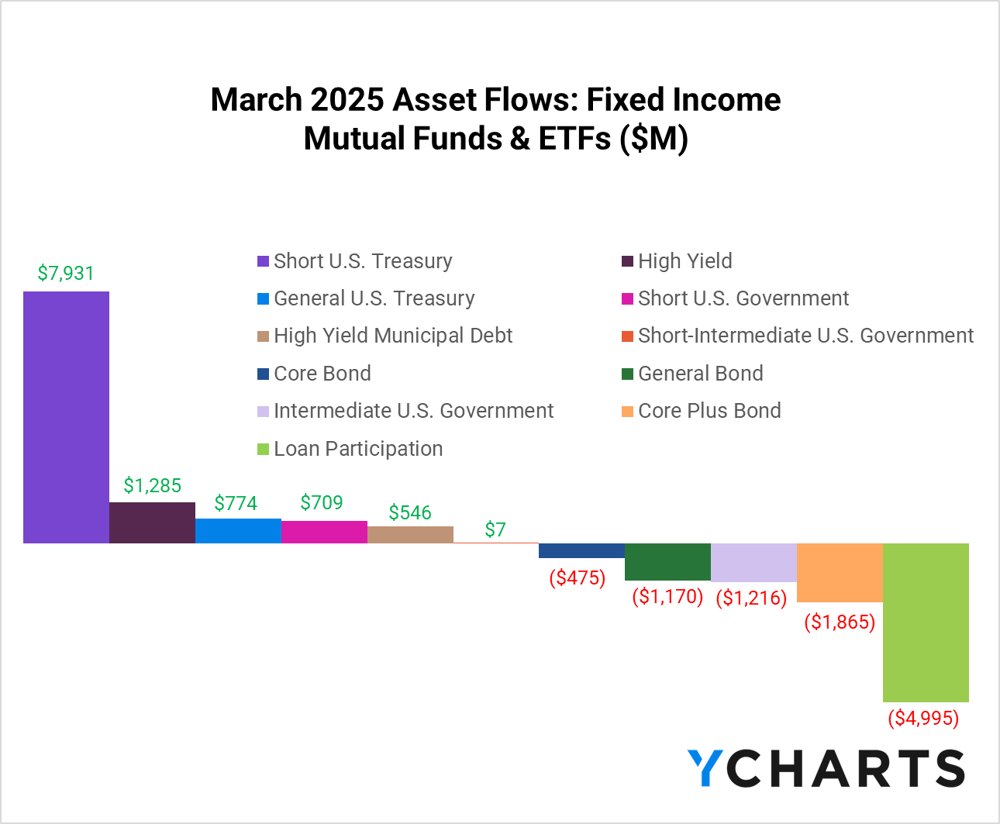 March 2025 Asset Flows: Fixed Income
Mutual Funds & ETFs ($M)
Short U.S. Treasury
High Yield
General U.S. Treasury
Short U.S. Government
High Yield Municipal Debt
Short-Intermediate U.S. Government
Core Bond
General Bond
Intermediate U.S. Government
Core Plus Bond
Loan Participation
$7,931
$1,285
$774
$709
$546
$7
($475)
($1,170)
($1,216)
($1,865)
($4,995)
YCHARTS